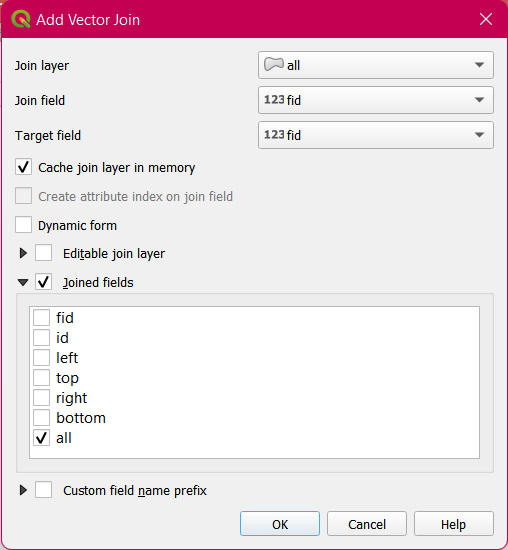 Add Vector Join
Join layer all
Join field 123 fid
Target field 123 fid
Cache join layer in memory
Create attribute index on join field
Dynamic form
Editable join layer
Joined fields
fid
id
left
top
right
bottom
all
Custom field name prefix
OK Cancel Help